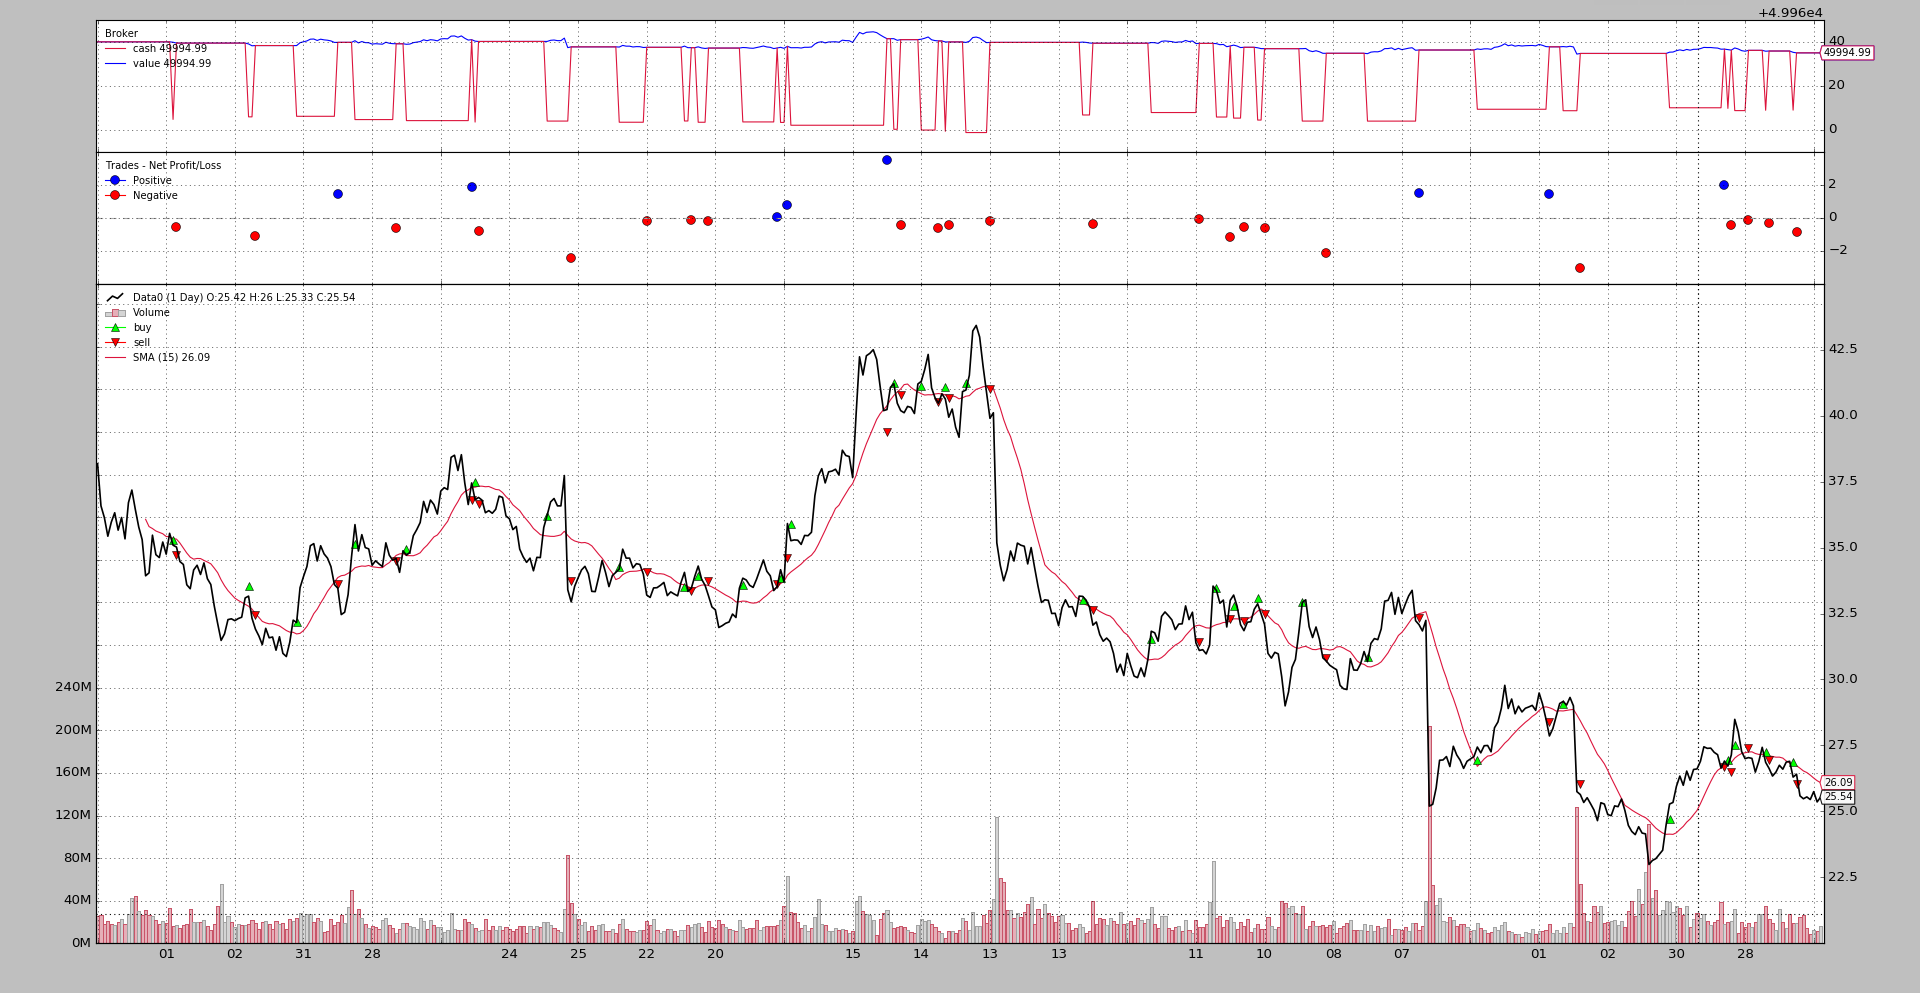 +4.996e4
Broker
cash 49994.99
value 49994.99
40
49994.99
20
0
Trades - Net Profit/Loss
Positive
Negative
2
0
−2
Data0 (1 Day) O:25.42 H:26 L:25.33 C:25.54
Volume
buy
sell
SMA (15) 26.09
42.5
40.0
37.5
35.0
32.5
30.0
27.5
26.09
25.54
25.0
22.5
240M
200M
160M
120M
80M
40M
0M
01 02 31 28 24 25 22 20 15 14 13 13 11 10 08 07 01 02 30 28